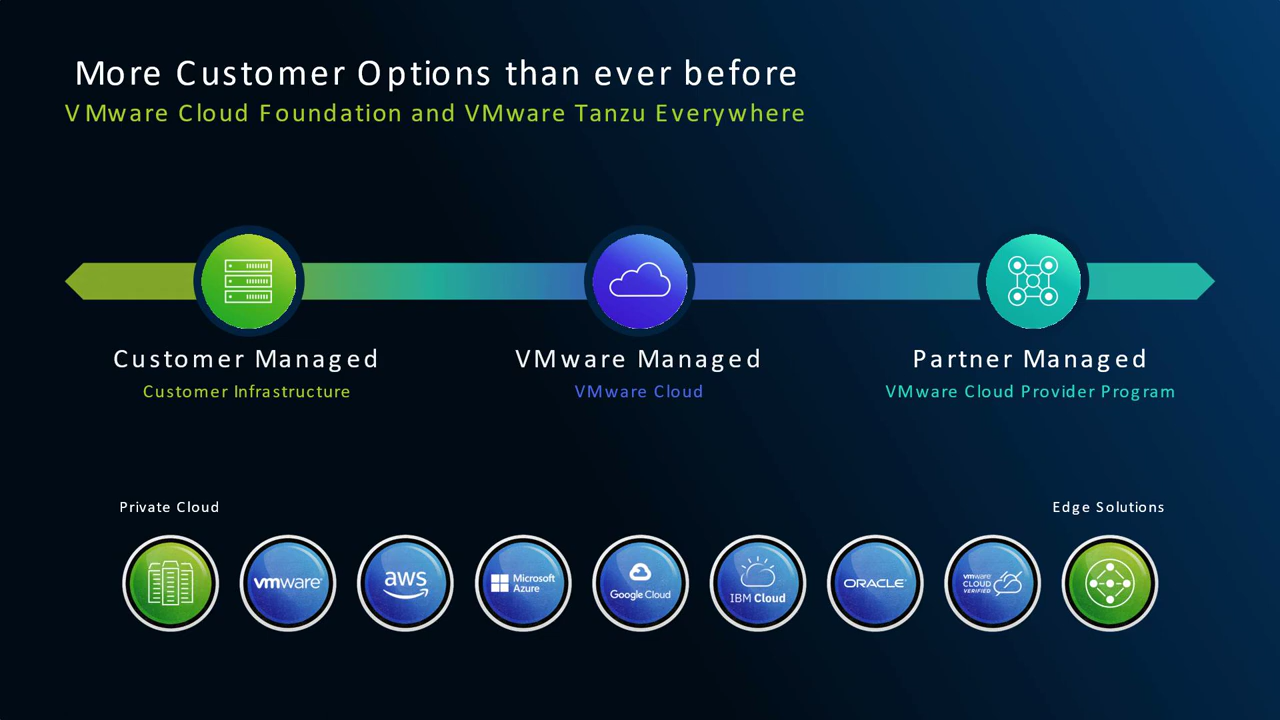 More Customer Options than ever before
VMware Cloud Foundation and VMware Tanzu Everywhere
Customer Managed
VMware Managed
Partner Managed
Customer Infrastructure
VMware Cloud
VMware Cloud Provider Program
Private Cloud
Edge Solutions
vmware
aws
Microsoft
Azure
Google Cloud
IBM Cloud
ORACLE
vmware
CLOUD
VERIFIED